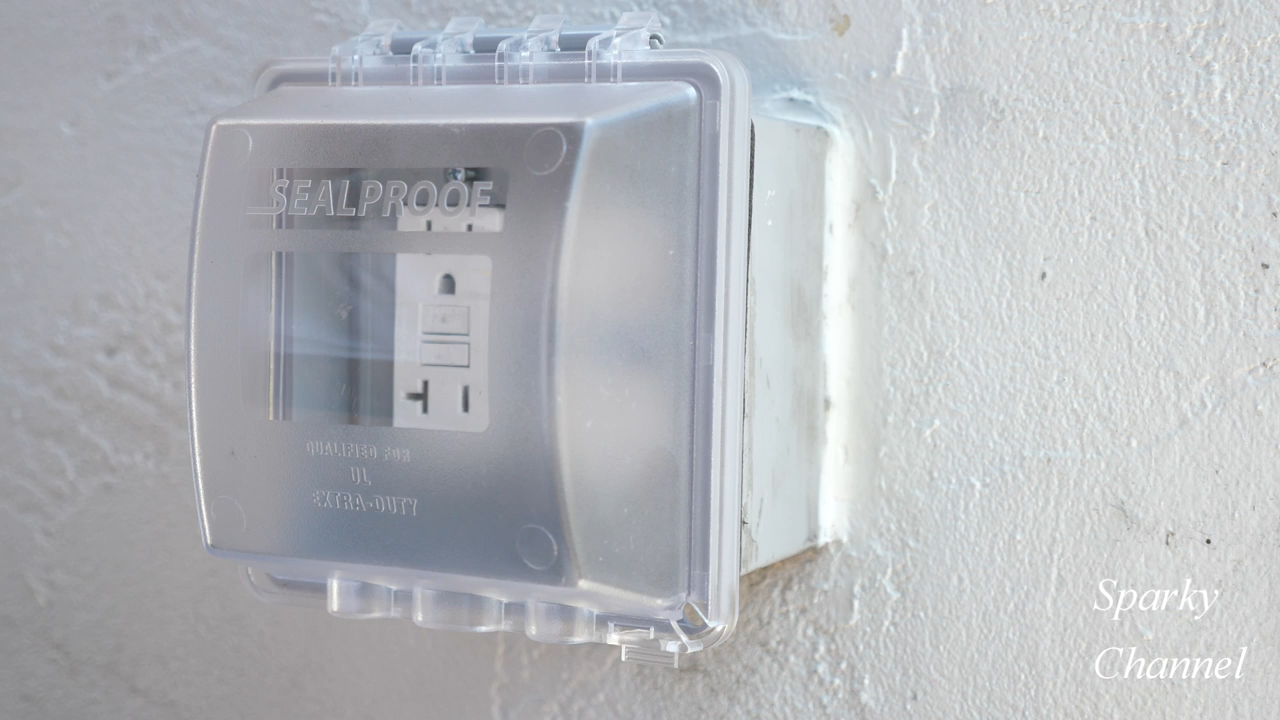 SEALPROOF
QUALIFIED FOR
UL
EXTRA-DUTY
Sparky
Channel